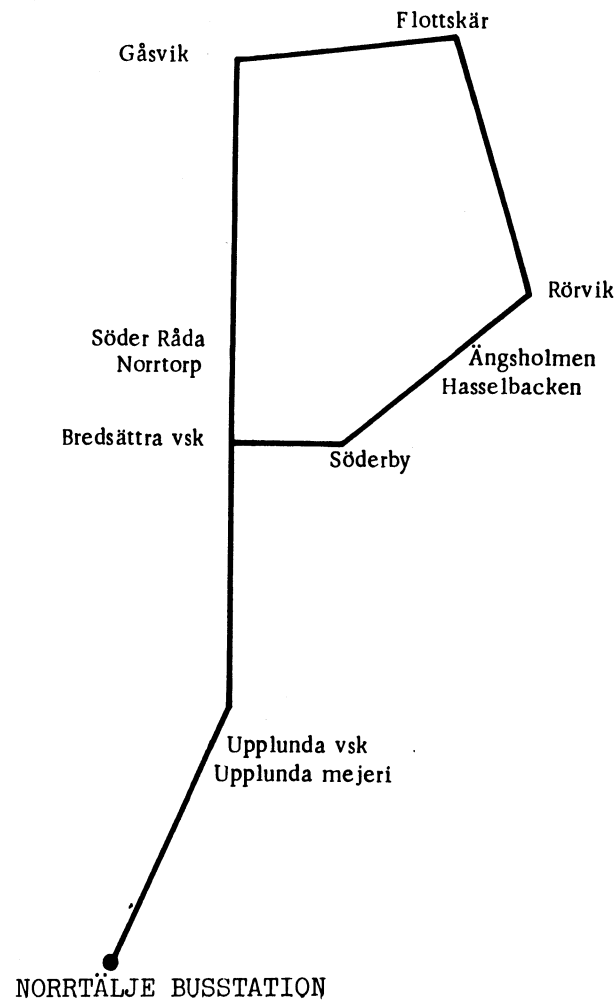 Flottskär
Gåsvik
Rörvik
Söder Råda
Norrtorp
Ängsholmen
Hasselbacken
Bredsättra vsk
Söderby
Upplunda vsk
Upplunda mejeri
NORRTÄLJE BUSSTATION